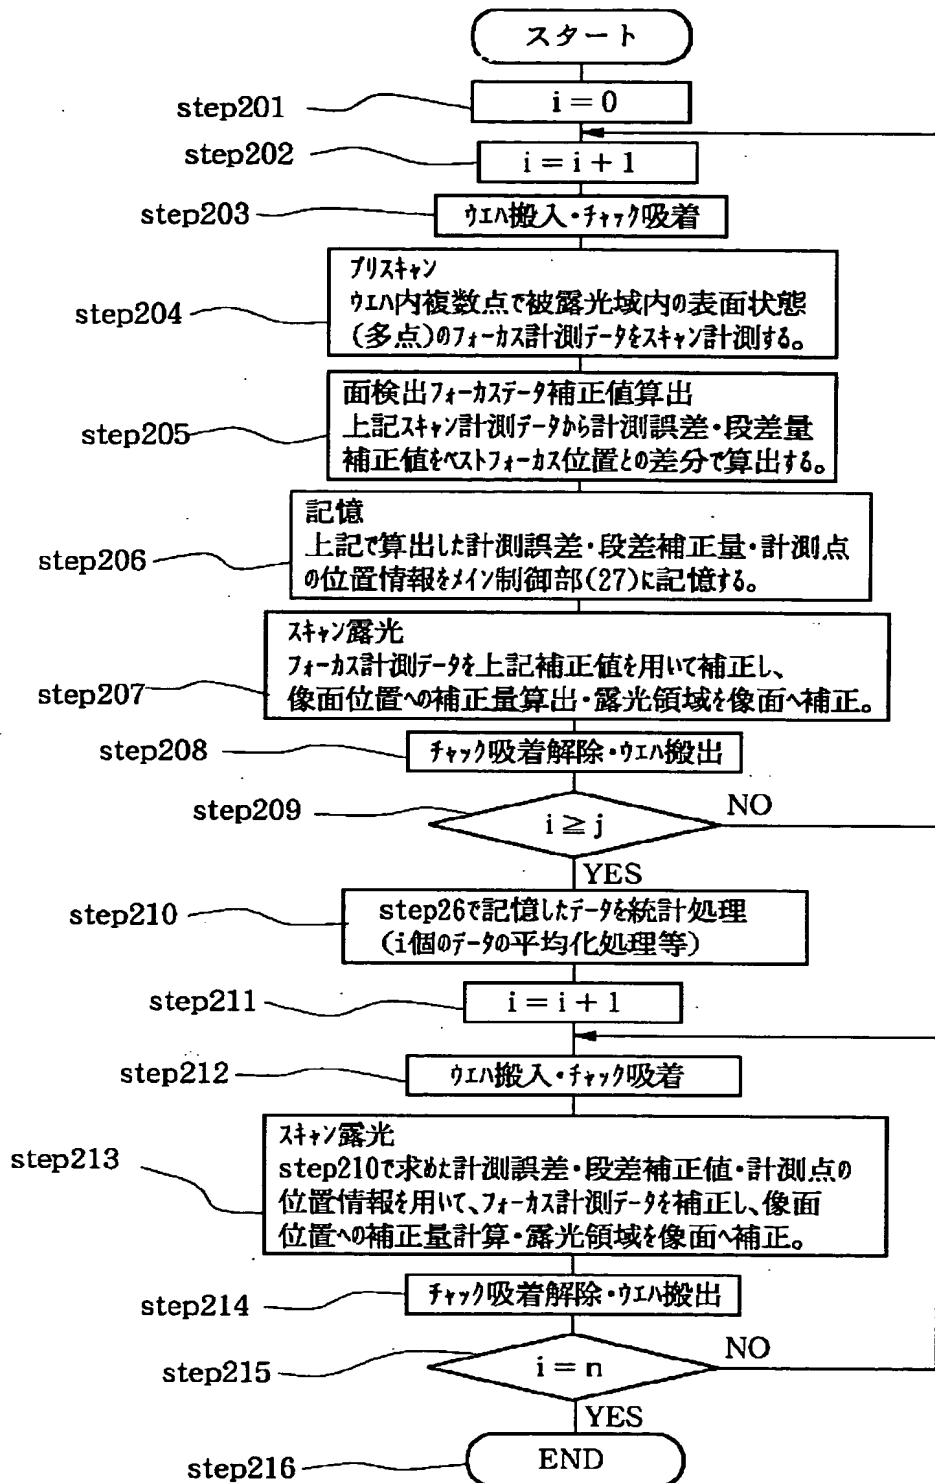 スタート
step201
i = 0
step202
i = i + 1
step203
ウエハ搬入・チャック吸着
step204
プリスキャン
ウエハ内複数点で被露光域内の表面状態
(多点)のフォーカス計測データをスキャン計測する。
step205
面検出フォーカスデータ補正値算出
上記スキャン計測データから計測誤差・段差量
補正値をベストフォーカス位置との差分で算出する。
step206
記憶
上記で算出した計測誤差・段差補正量・計測点
の位置情報をメイン制御部(27)に記憶する。
step207
スキャン露光
フォーカス計測データを上記補正値を用いて補正し、
像面位置への補正量算出・露光領域を像面へ補正。
step208
チャック吸着解除・ウエハ搬出
step209
i ≧ j
NO
YES
step210
step26で記憶したデータを統計処理
(i個のデータの平均化処理等)
step211
i = i + 1
step212
ウエハ搬入・チャック吸着
step213
スキャン露光
step210で求めた計測誤差・段差補正値・計測点の
位置情報を用いて、フォーカス計測データを補正し、像面
位置への補正量計算・露光領域を像面へ補正。
step214
チャック吸着解除・ウエハ搬出
step215
i = n
NO
YES
step216
END